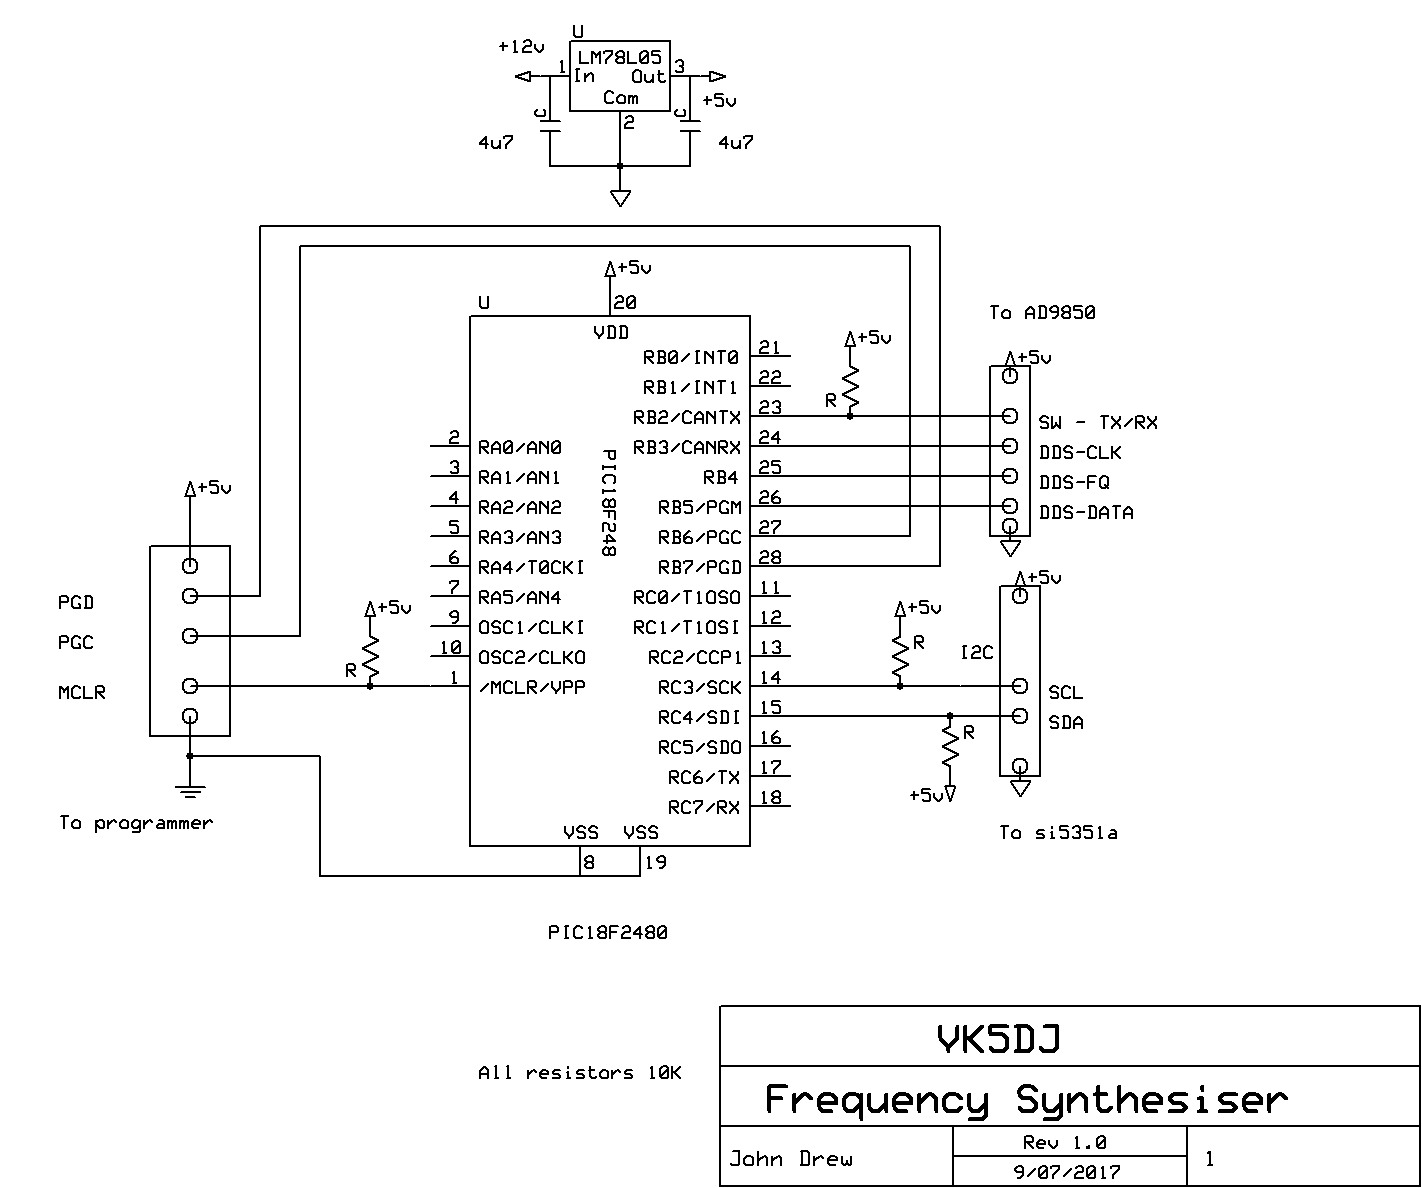 U
+12v
LM78L05
1 In Out 3
Com
+5v
C
C
2
4u7
4u7
+5v
U
20
VDD
To AD9850
RB0/INT0 21
RB1/INT1 22
RB2/CANTX 23
RB3/CANRX 24
RB4 25
RB5/PGM 26
RB6/PGC 27
RB7/PGD 28
RC0/T1OSO 11
RC1/T1OSI 12
RC2/CCP1 13
RC3/SCK 14
RC4/SDI 15
RC5/SDO 16
RC6/TX 17
RC7/RX 18
2 RA0/AN0
3 RA1/AN1
4 RA2/AN2
5 RA3/AN3
6 RA4/T0CKI
7 RA5/AN4
9 OSC1/CLKI
10 OSC2/CLKO
1 /MCLR/VPP
PIC18F248
VSS VSS
8 19
+5v
R
+5v
SW - TX/RX
DDS-CLK
DDS-FQ
DDS-DATA
+5v
+5v
R
I2C
SCL
SDA
R
+5v
To si5351a
+5v
PGD
PGC
MCLR
+5v
R
To programmer
PIC18F2480
All resistors 10K
VK5DJ
Frequency Synthesiser
John Drew
Rev 1.0
9/07/2017
1